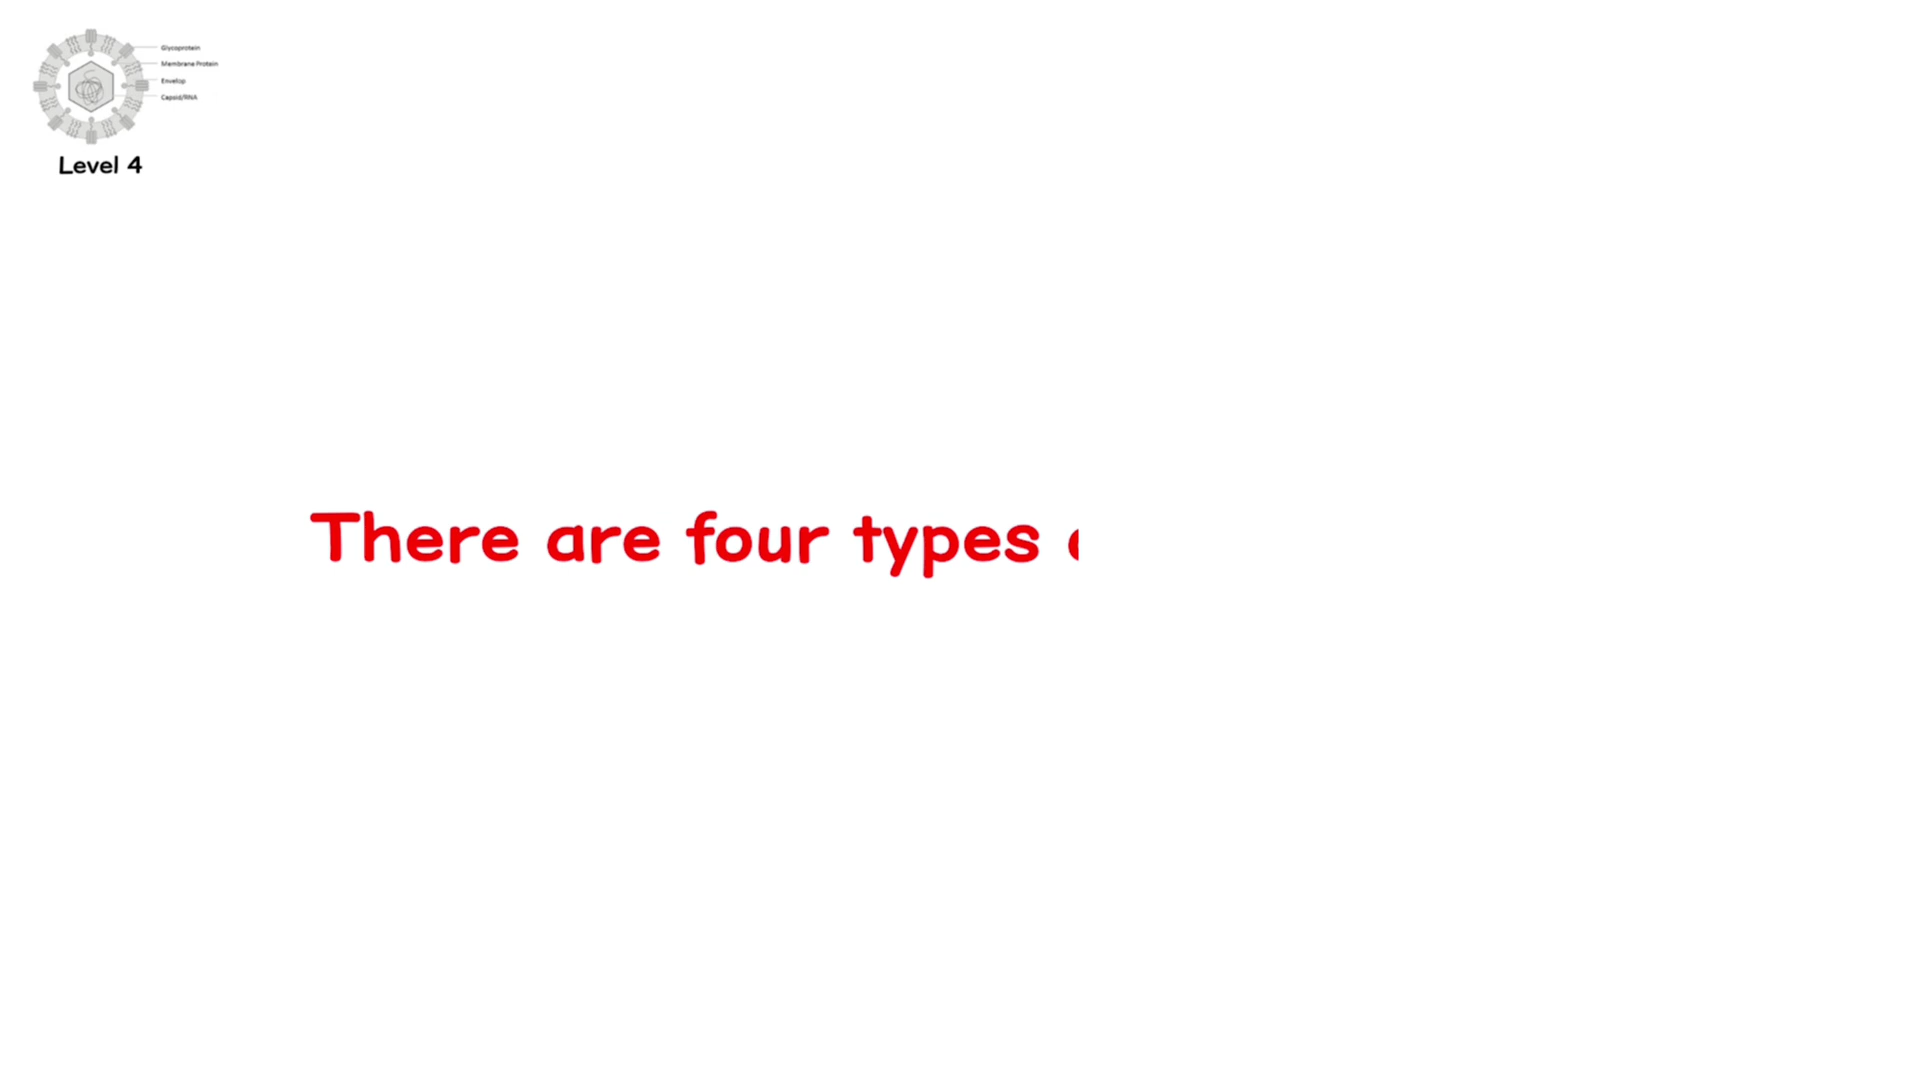 Glycoprotein
Membrane Protein
Envelop
Capsid/RNA
Level 4
There are four types